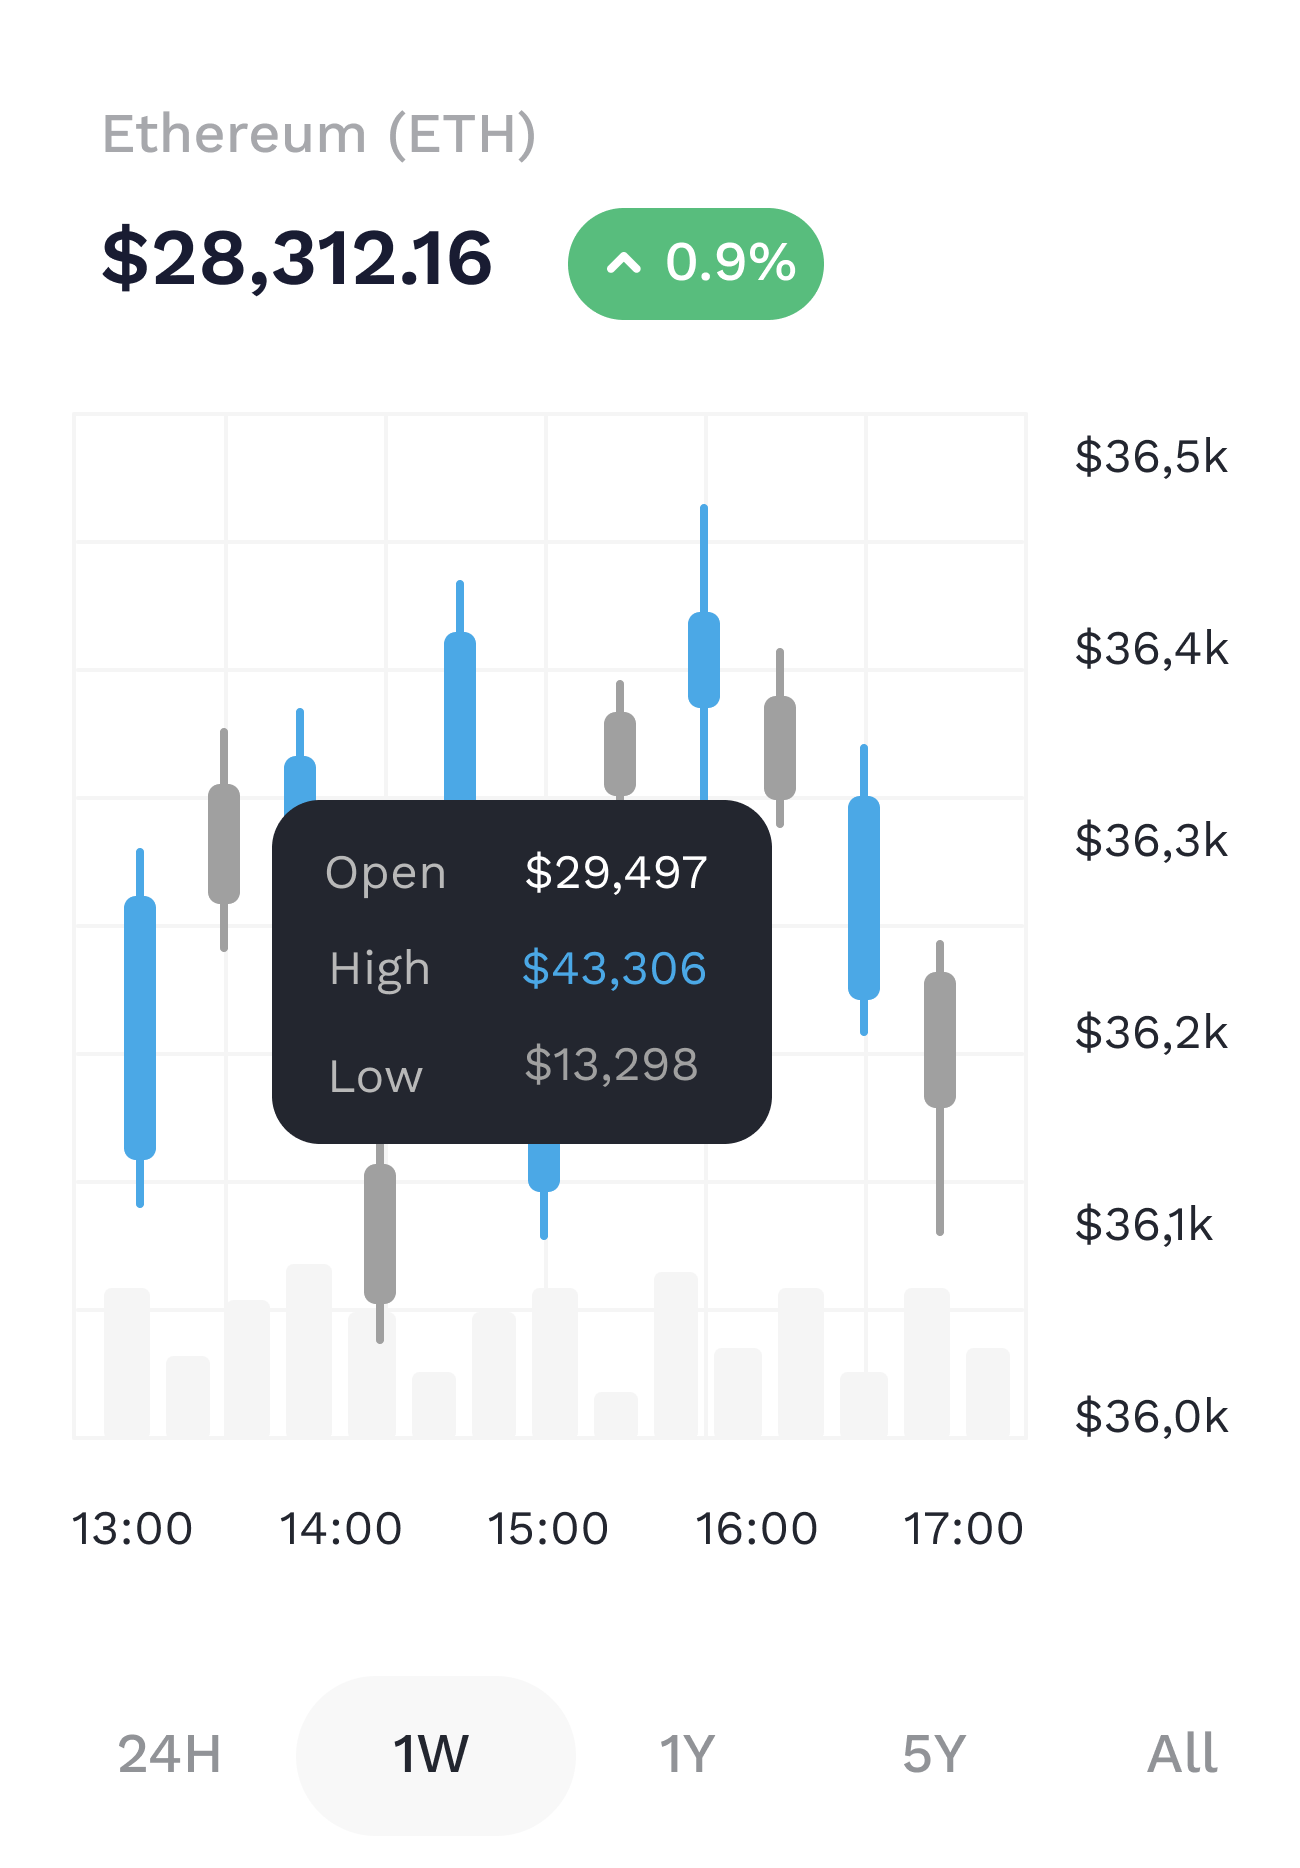 Ethereum (ETH)
$28,312.16 0.9%
$36,5k
$36,4k
$36,3k
Open $29,497
High $43,306
$36,2k
Low $13,298
$36,1k
$36,0k
13:00 14:00 15:00 16:00 17:00
24H 1W 1Y 5Y All